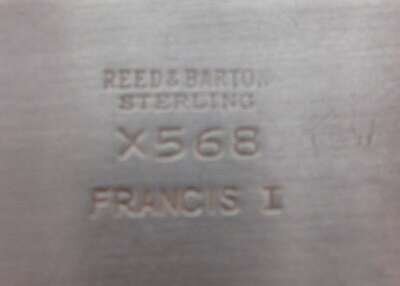 REED & BARTON
STERLING
X568
FRANCIS I